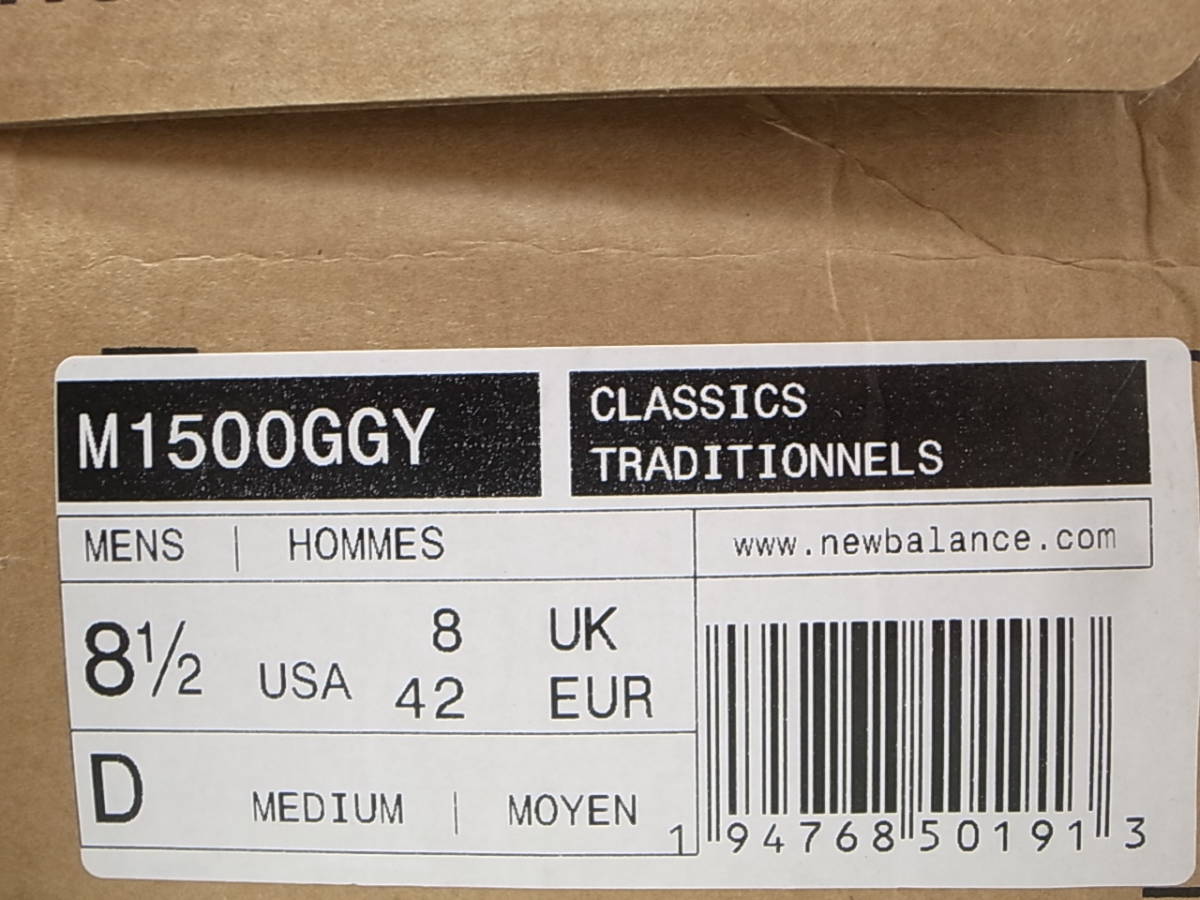 M1500GGY
CLASSICS
TRADITIONNELS
MENS | HOMMES
www.newbalance.com
8½ USA 8 UK
42 EUR
D MEDIUM | MOYEN
1 94768 50191 3